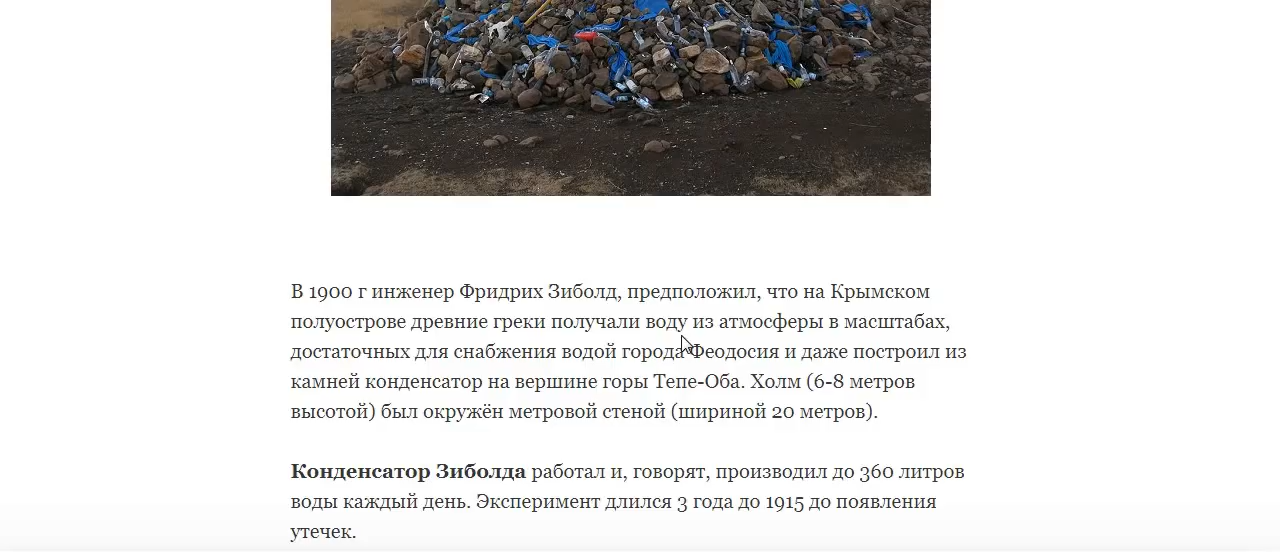 В 1900 г инженер Фридрих Зиболд, предположил, что на Крымском
полуострове древние греки получали воду из атмосферы в масштабах,
достаточных для снабжения водой города Феодосия и даже построил из
камней конденсатор на вершине горы Тепе-Оба. Холм (6-8 метров
высотой) был окружён метровой стеной (шириной 20 метров).
Конденсатор Зиболда работал и, говорят, производил до 360 литров
воды каждый день. Эксперимент длился 3 года до 1915 до появления
утечек.